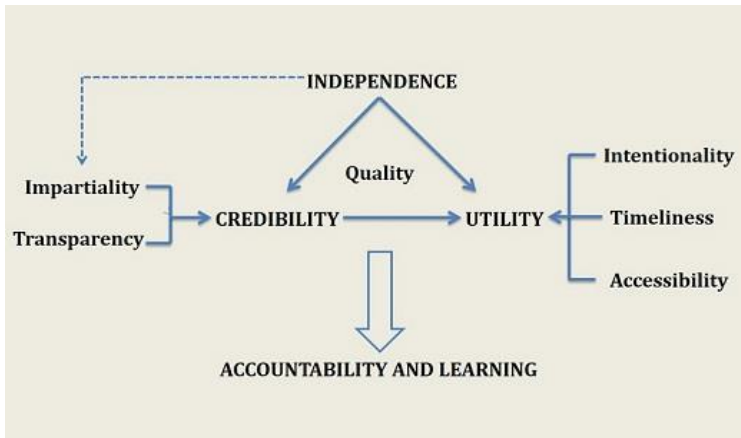 INDEPENDENCE
Quality
Impartiality
Transparency
CREDIBILITY
UTILITY
Intentionality
Timeliness
Accessibility
ACCOUNTABILITY AND LEARNING